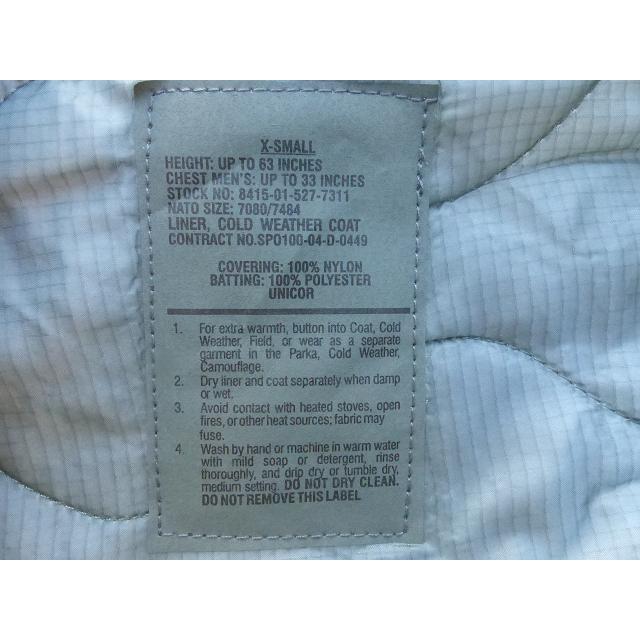 X-SMALL
HEIGHT: UP TO 63 INCHES
CHEST MEN'S: UP TO 33 INCHES
STOCK NO: 8415-01-527-7311
NATO SIZE: 7080/7484
LINER, COLD WEATHER COAT
CONTRACT NO.SPO100-04-D-0449
COVERING: 100% NYLON
BATTING: 100% POLYESTER
UNICOR
1. For extra warmth, button into Coat, Cold
Weather, Field, or wear as a separate
garment in the Parka, Cold Weather,
Camouflage.
2. Dry liner and coat separately when damp
or wet.
3. Avoid contact with heated stoves, open
fires, or other heat sources; fabric may
fuse.
4. Wash by hand or machine in warm water
with mild soap or detergent, rinse
thoroughly, and drip dry or tumble dry,
medium setting. DO NOT DRY CLEAN.
DO NOT REMOVE THIS LABEL